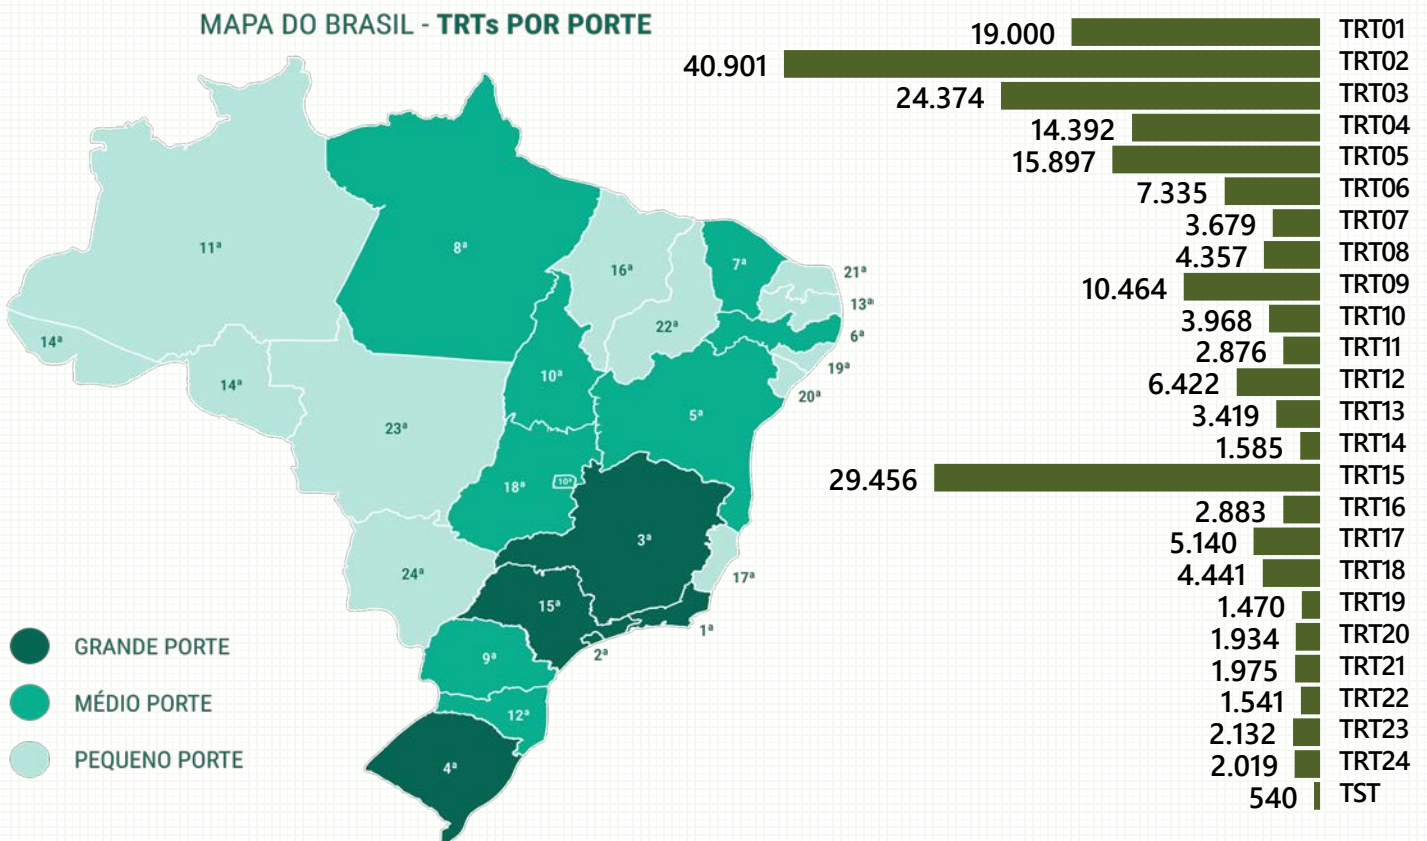 MAPA DO BRASIL - TRTs POR PORTE
11ª
8ª
16ª
7ª
21ª
13ª
22ª
6ª
14ª
19ª
14ª
10ª
20ª
5ª
23ª
18ª
10ª
3ª
24ª
17ª
15ª
1ª
2ª
9ª
12ª
4ª
GRANDE PORTE
MÉDIO PORTE
PEQUENO PORTE
19.000 TRT01
40.901 TRT02
24.374 TRT03
14.392 TRT04
15.897 TRT05
7.335 TRT06
3.679 TRT07
4.357 TRT08
10.464 TRT09
3.968 TRT10
2.876 TRT11
6.422 TRT12
3.419 TRT13
1.585 TRT14
29.456 TRT15
2.883 TRT16
5.140 TRT17
4.441 TRT18
1.470 TRT19
1.934 TRT20
1.975 TRT21
1.541 TRT22
2.132 TRT23
2.019 TRT24
540 TST